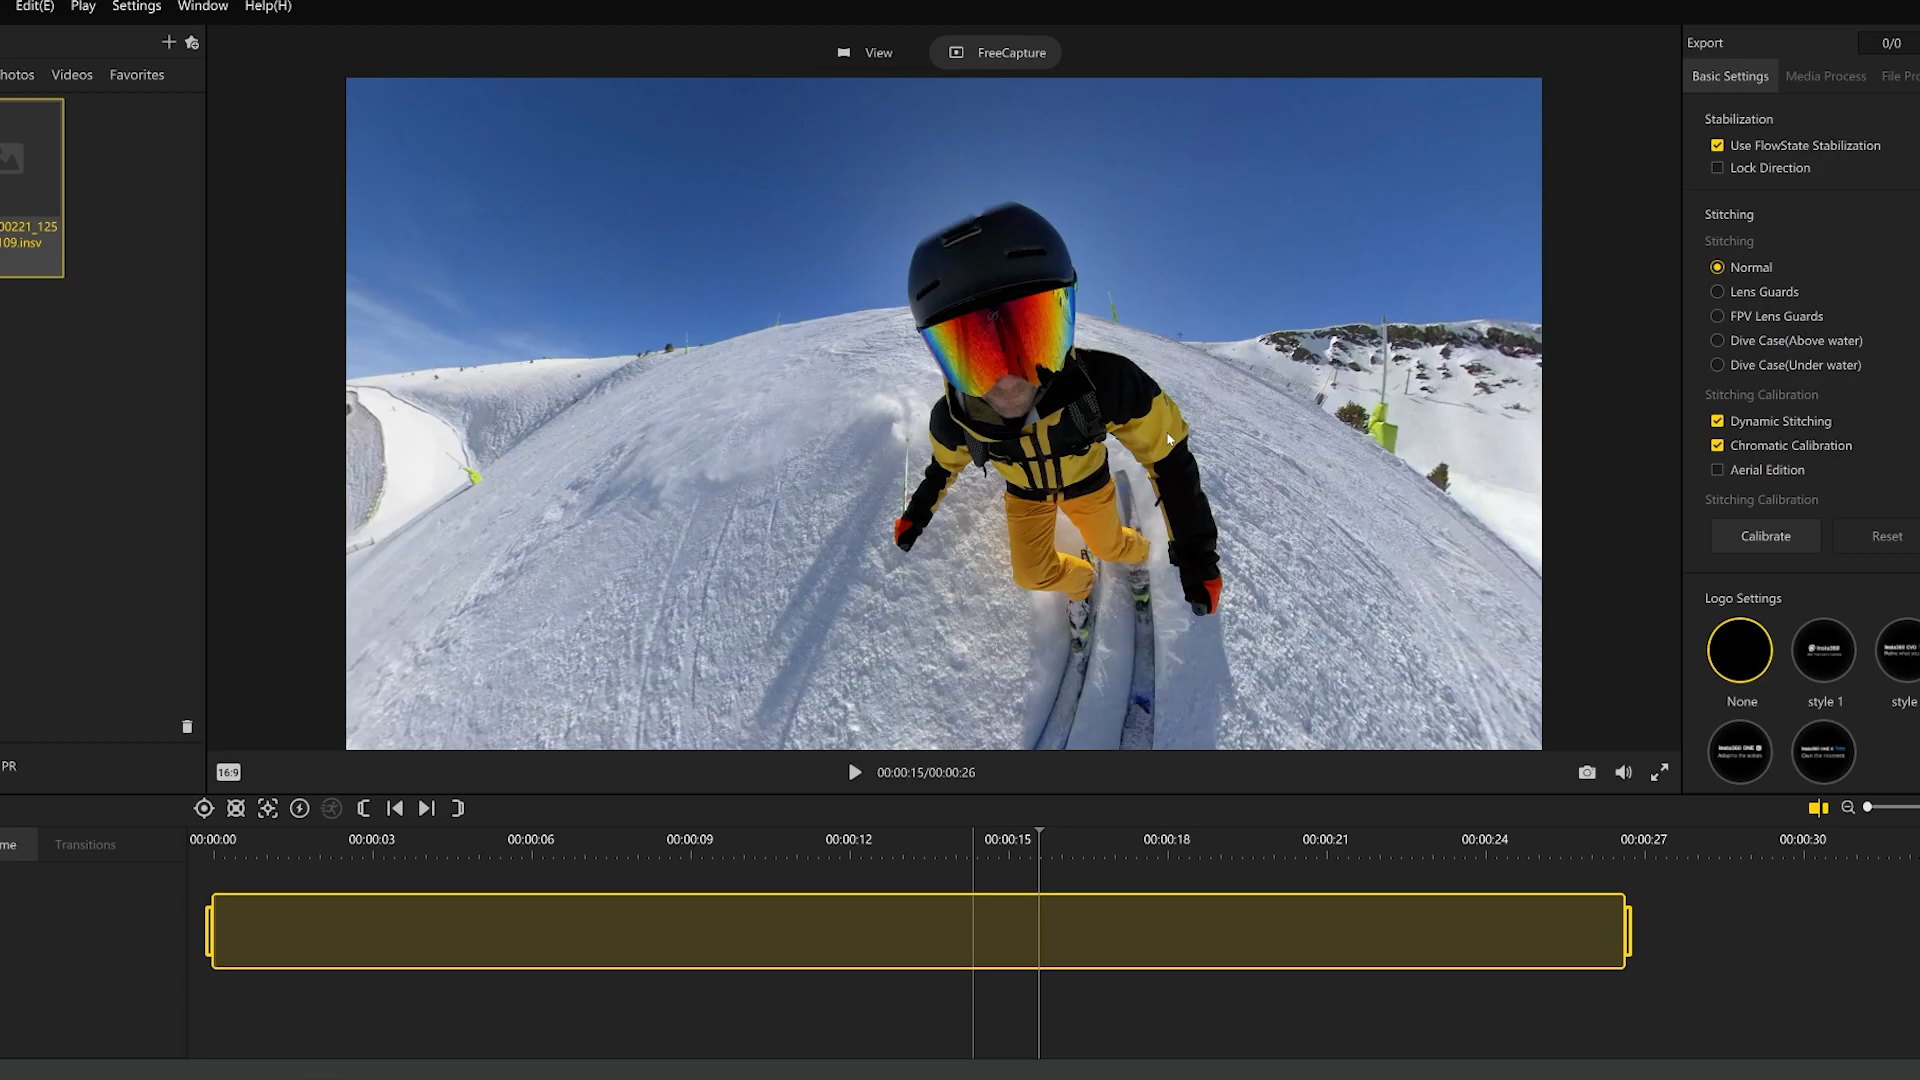 Edit(E) Play Settings Window Help(H)
View FreeCapture
Export 0/0
hotos Videos Favorites
Basic Settings Media Process File Pro
00221_125
109.insv
Stabilization
Use FlowState Stabilization
Lock Direction
Stitching
Stitching
Normal
Lens Guards
FPV Lens Guards
Dive Case(Above water)
Dive Case(Under water)
Stitching Calibration
Dynamic Stitching
Chromatic Calibration
Aerial Edition
Stitching Calibration
Calibrate Reset
Logo Settings
Insta360
None style 1 style
PR
16:9 00:00:15/00:00:26
me Transitions
00:00:00 00:00:03 00:00:06 00:00:09 00:00:12 00:00:15 00:00:18 00:00:21 00:00:24 00:00:27 00:00:30